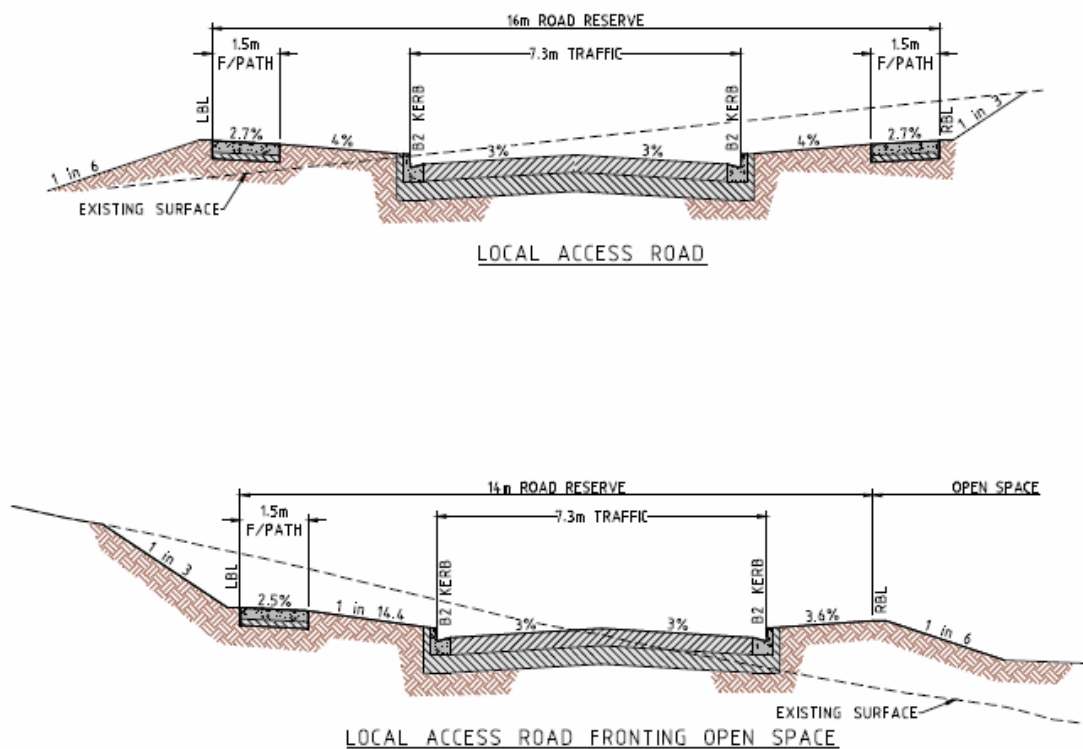 16m ROAD RESERVE
1.5m
F/PATH
7.3m TRAFFIC
1.5m
F/PATH
LBL
B2 KERB
B2 KERB
RBL
1 in 6
2.7%
4%
3%
3%
4%
2.7%
1 in 3
EXISTING SURFACE
LOCAL ACCESS ROAD
14m ROAD RESERVE
OPEN SPACE
1.5m
F/PATH
7.3m TRAFFIC
1 in 3
LBL
B2 KERB
B2 KERB
RBL
2.5%
1 in 14.4
3%
3%
3.6%
1 in 6
EXISTING SURFACE
LOCAL ACCESS ROAD FRONTING OPEN SPACE